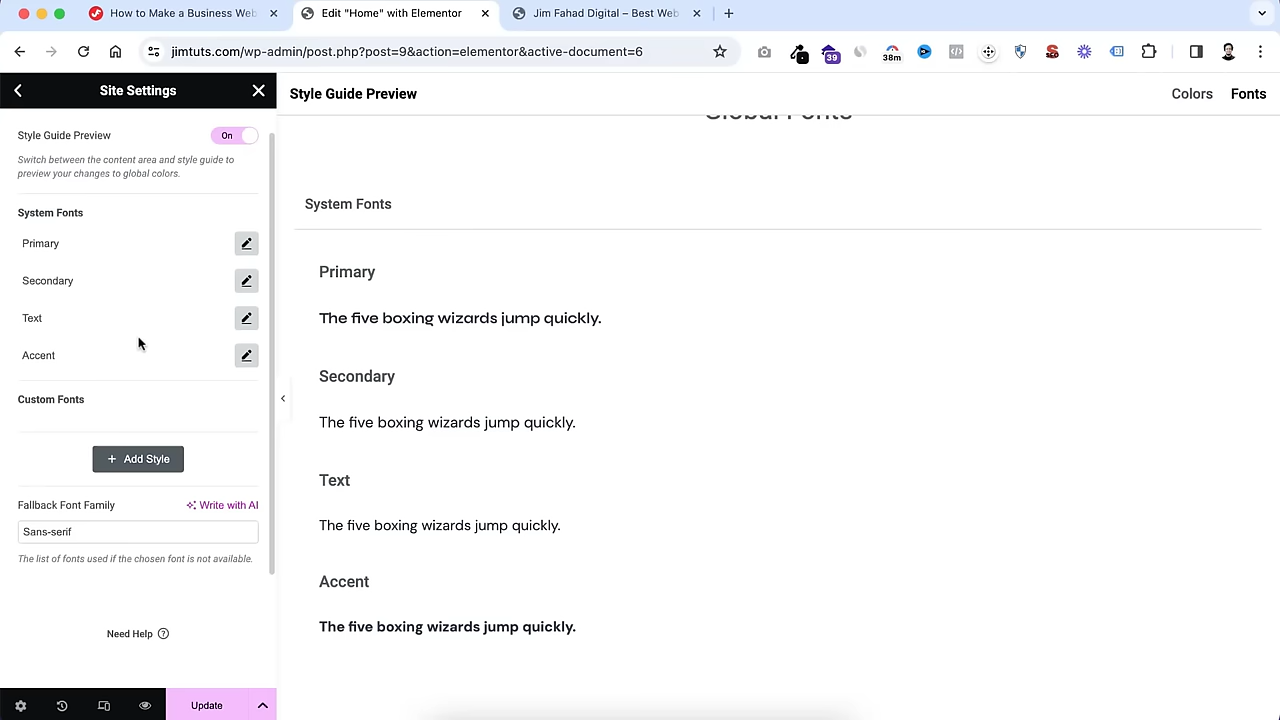 How to Make a Business Web
Edit "Home" with Elementor
Jim Fahad Digital – Best Web
jimtuts.com/wp-admin/post.php?post=9&action=elementor&active-document=6
39
38m
Site Settings
Style Guide Preview
Colors
Fonts
Style Guide Preview
On
Switch between the content area and style guide to
preview your changes to global colors.
System Fonts
Primary
Secondary
Text
Accent
Custom Fonts
+ Add Style
Fallback Font Family
Write with AI
Sans-serif
The list of fonts used if the chosen font is not available.
Need Help ?
Update
Global Fonts
System Fonts
Primary
The five boxing wizards jump quickly.
Secondary
The five boxing wizards jump quickly.
Text
The five boxing wizards jump quickly.
Accent
The five boxing wizards jump quickly.